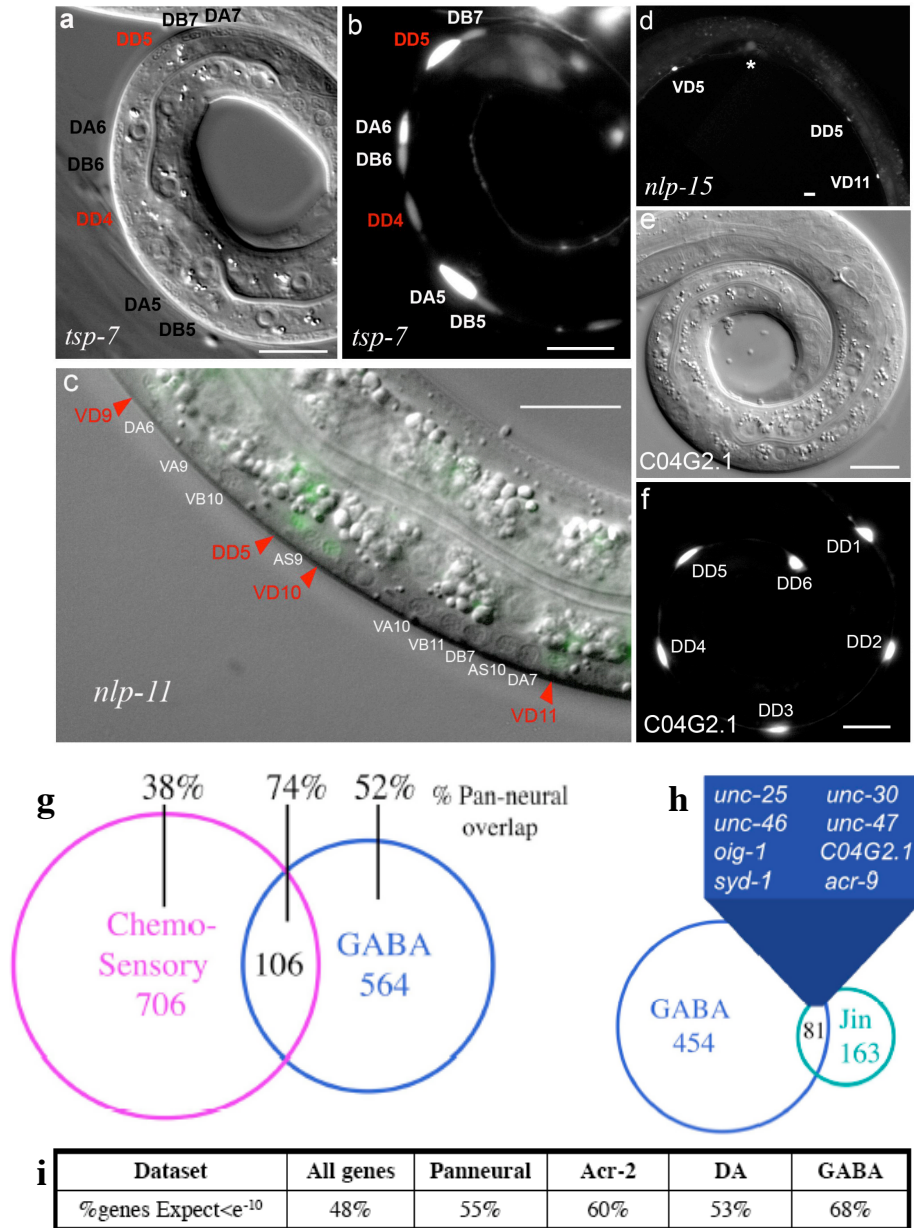 a
DB7
DA7
DD5
DA6
DB6
DD4
DA5
DB5
tsp-7
b
DB7
DD5
DA6
DB6
DD4
DA5
DB5
tsp-7
c
VD9
DA6
VA9
VB10
DD5
AS9
VD10
VA10
VB11
DB7
AS10
DA7
VD11
nlp-11
d
VD5
*
DD5
VD11
nlp-15
e
C04G2.1
f
DD1
DD5
DD6
DD4
DD2
DD3
C04G2.1
g
38% 74% 52% % Pan-neural
overlap
Chemo-
Sensory
706
106
GABA
564
h
unc-25 unc-30
unc-46 unc-47
oig-1 C04G2.1
syd-1 acr-9
GABA
454
81
Jin
163
i
Dataset All genes Panneural Acr-2 DA GABA
%genes Expect<e⁻¹⁰ 48% 55% 60% 53% 68%